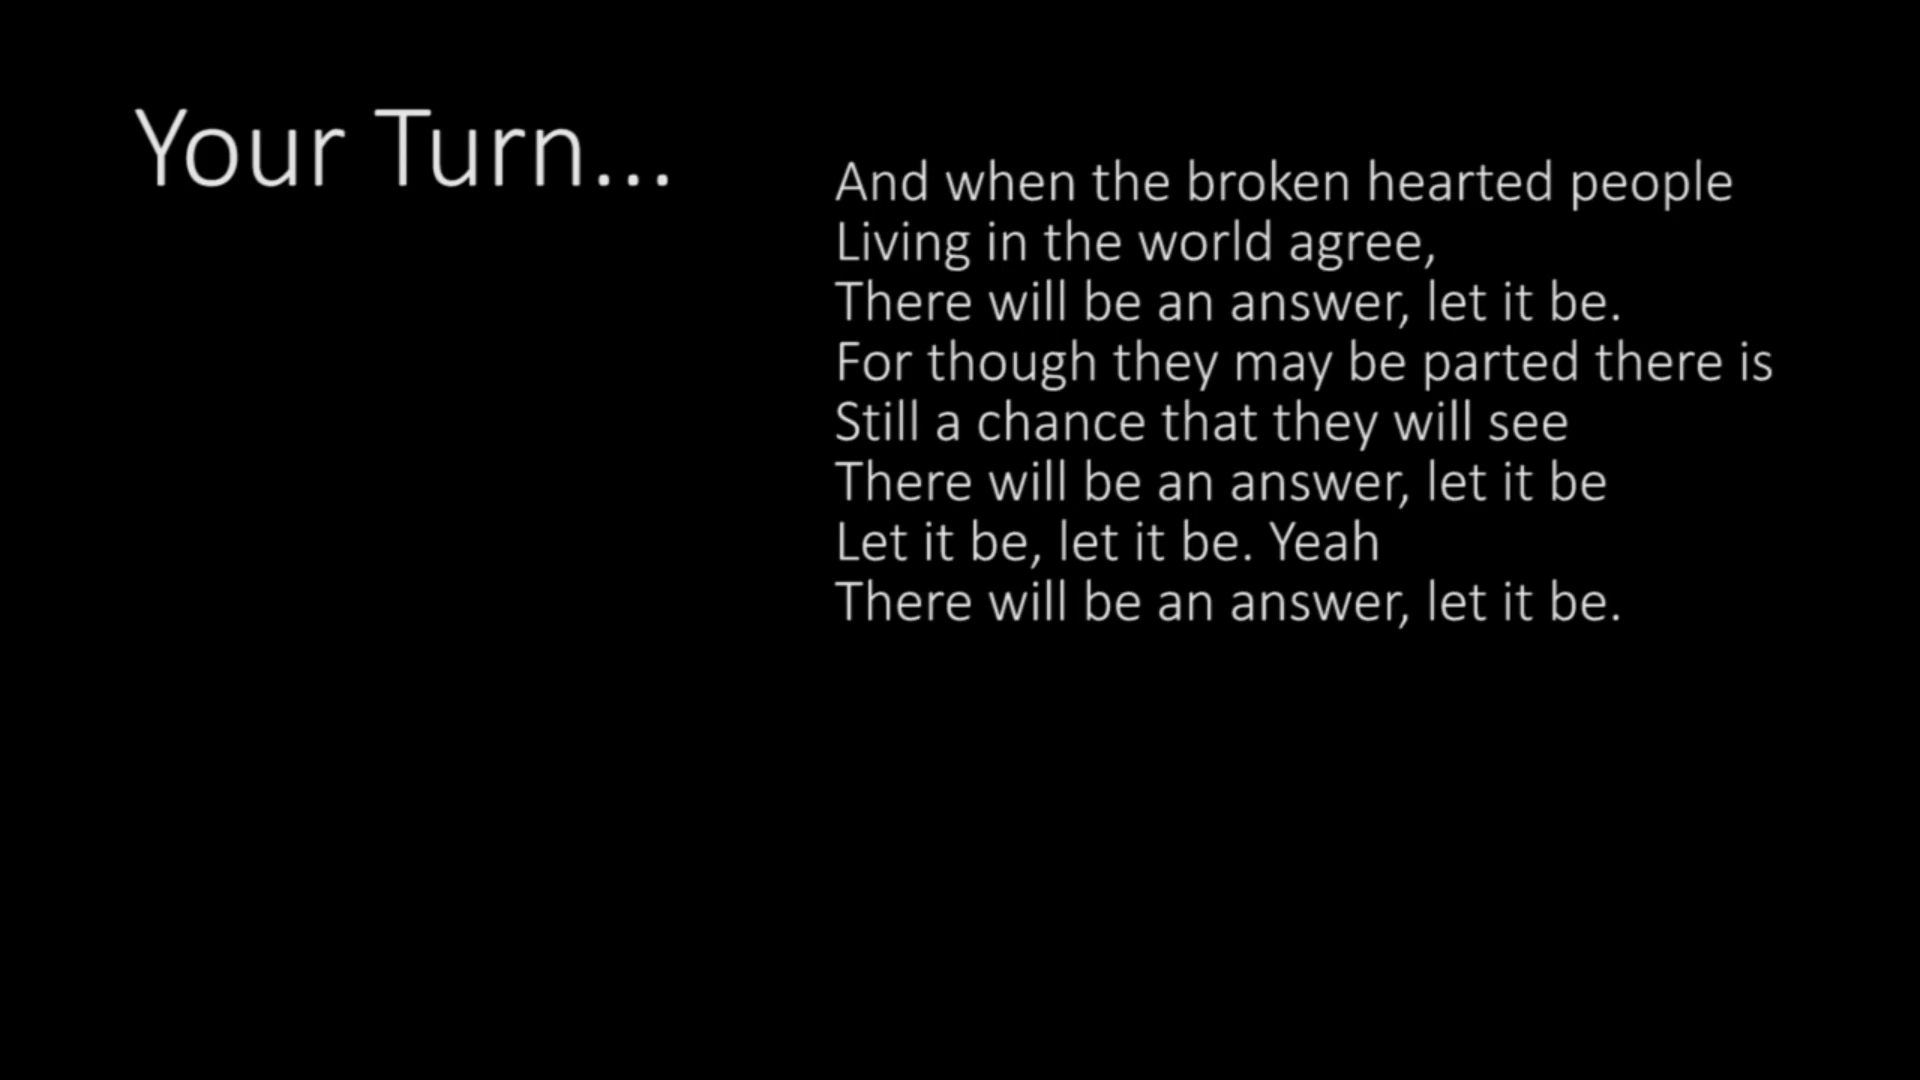 Your Turn...
And when the broken hearted people
Living in the world agree,
There will be an answer, let it be.
For though they may be parted there is
Still a chance that they will see
There will be an answer, let it be
Let it be, let it be. Yeah
There will be an answer, let it be.